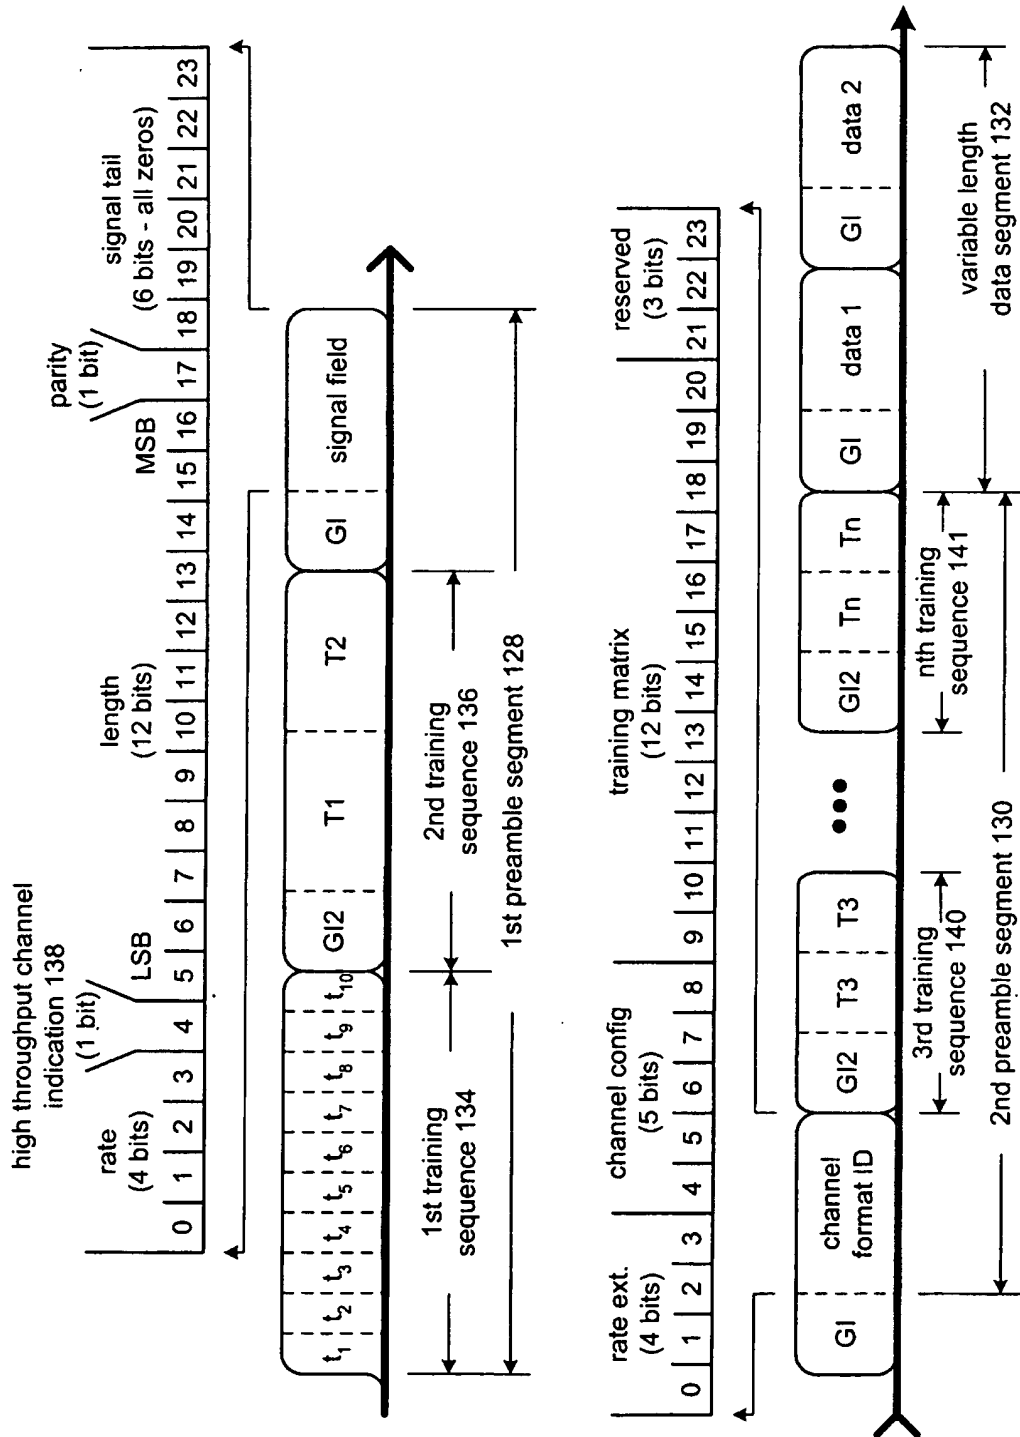 high throughput channel
indication 138
(1 bit)
rate
(4 bits)
LSB
length
(12 bits)
MSB
parity
(1 bit)
signal tail
(6 bits - all zeros)
0 1 2 3 4 5 6 7 8 9 10 11 12 13 14 15 16 17 18 19 20 21 22 23
t1 t2 t3 t4 t5 t6 t7 t8 t9 t10 GI2 T1 T2 GI signal field
1st training
sequence 134
2nd training
sequence 136
1st preamble segment 128
rate ext.
(4 bits)
channel config
(5 bits)
training matrix
(12 bits)
reserved
(3 bits)
0 1 2 3 4 5 6 7 8 9 10 11 12 13 14 15 16 17 18 19 20 21 22 23
GI channel
format ID
GI2 T3 T3 ••• GI2 Tn Tn GI data 1 GI data 2
3rd training
sequence 140
nth training
sequence 141
2nd preamble segment 130
variable length
data segment 132